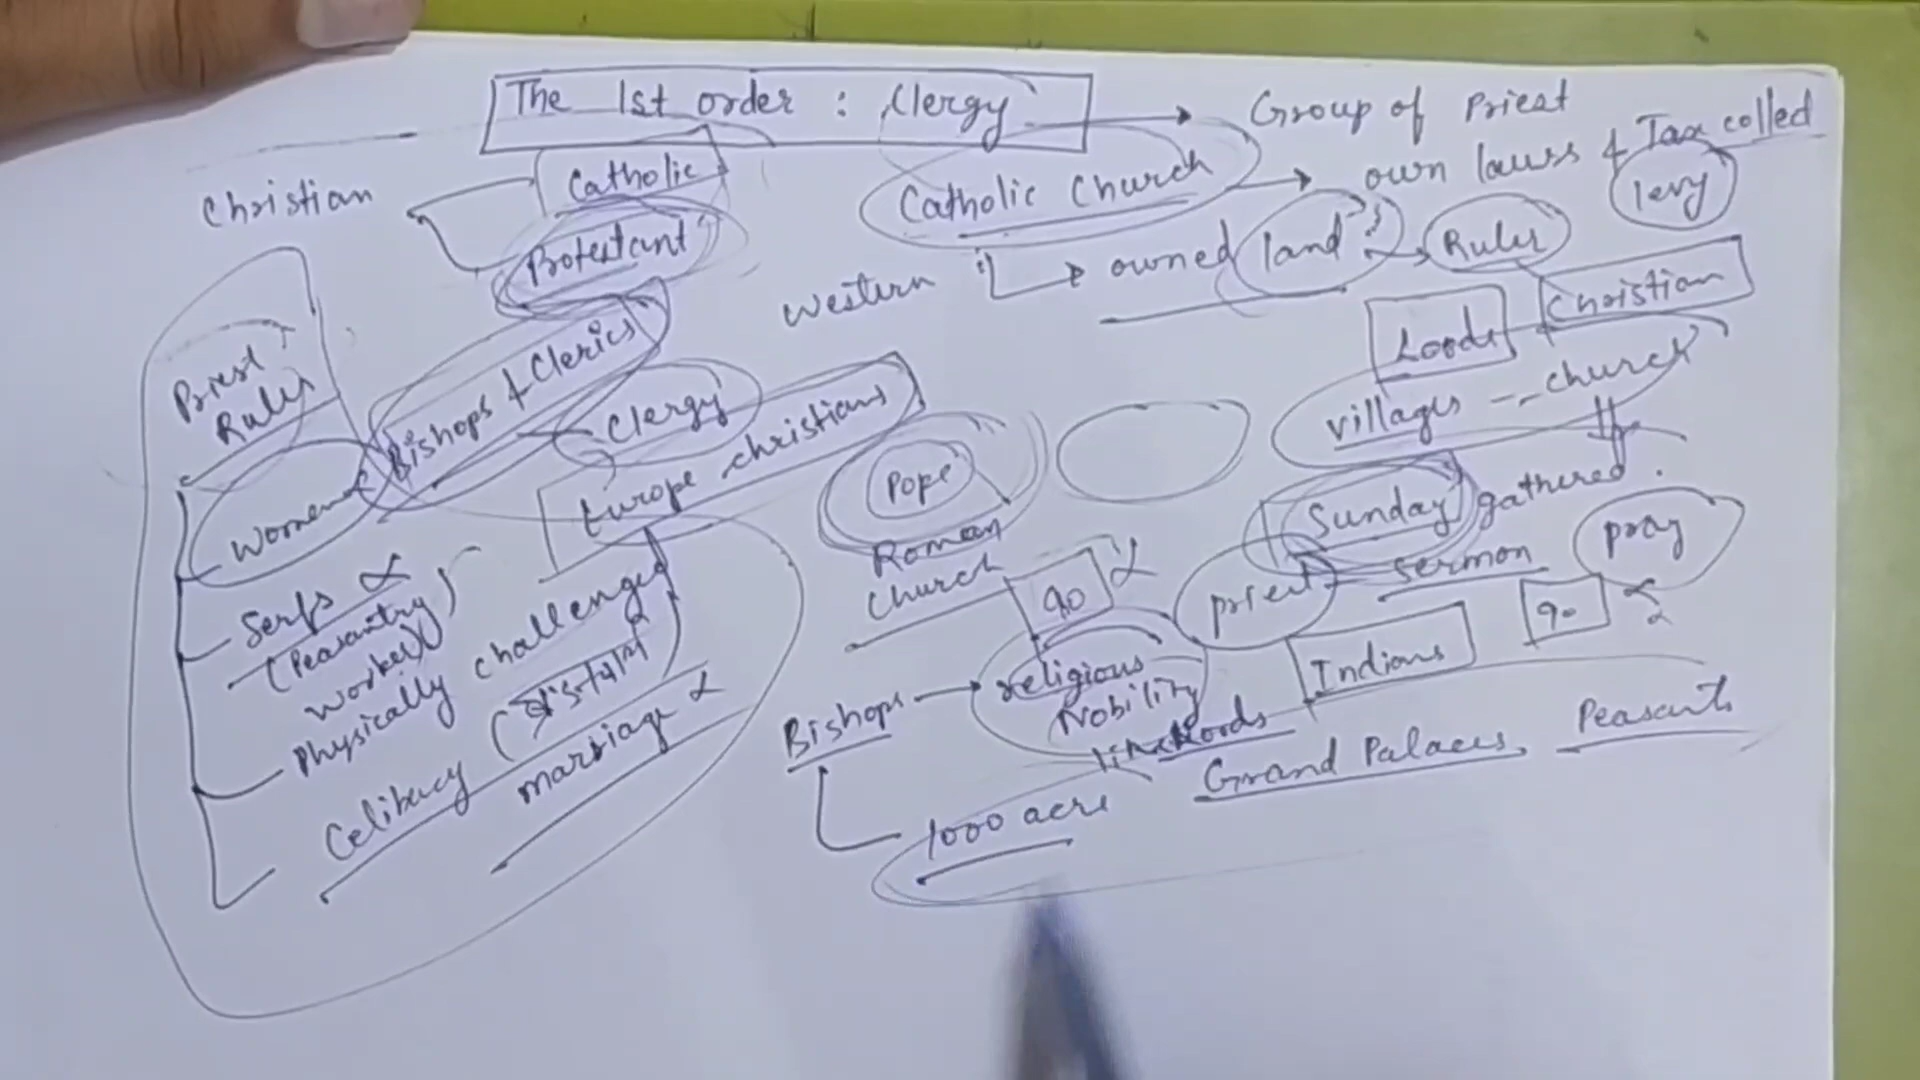 The 1st order : Clergy
Group of Priest
Christian
Catholic
Protestant
Catholic Church
own lawss & Tax colled
levy
western
owned land
Ruler
Christian
Lords
villages -- church
Sunday gathered.
priest
sermon
pray
Indians
90
Priest Rules
Bishops & Clerics
Clergy
Europe christians
Pope
Roman
Church
90
Women
Serfs
(Peasantry
worker)
Physically challenged
Celibacy
marriage
Bishops
religious
Nobility
like Lords
1000 acre
Grand Palaces,
Peasants